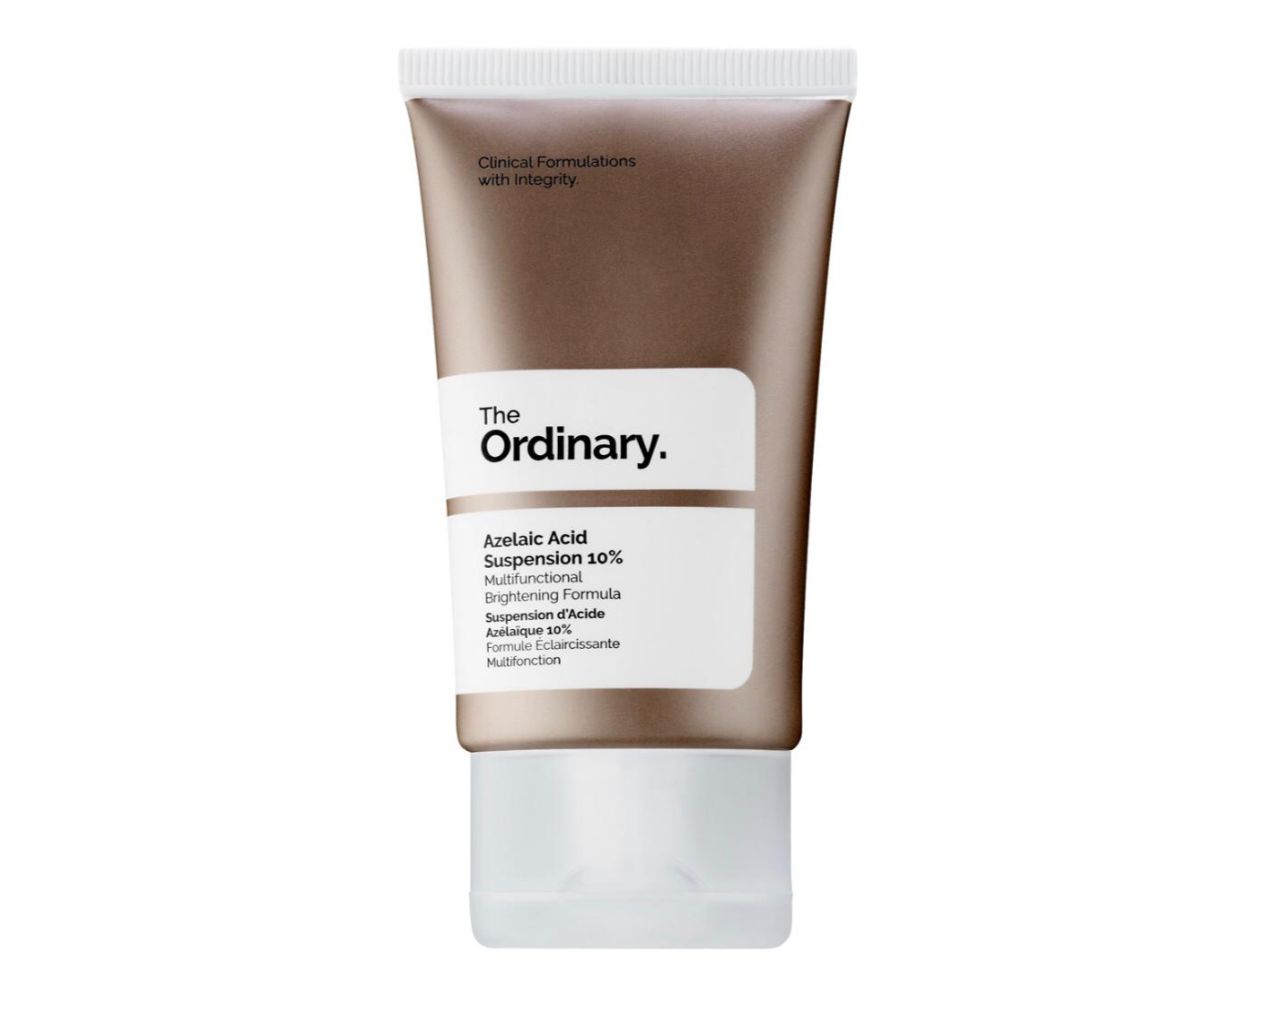 Clinical Formulations
with Integrity.
The
Ordinary.
Azelaic Acid
Suspension 10%
Multifunctional
Brightening Formula
Suspension d'Acide
Azélaïque 10%
Formule Éclaircissante
Multifonction